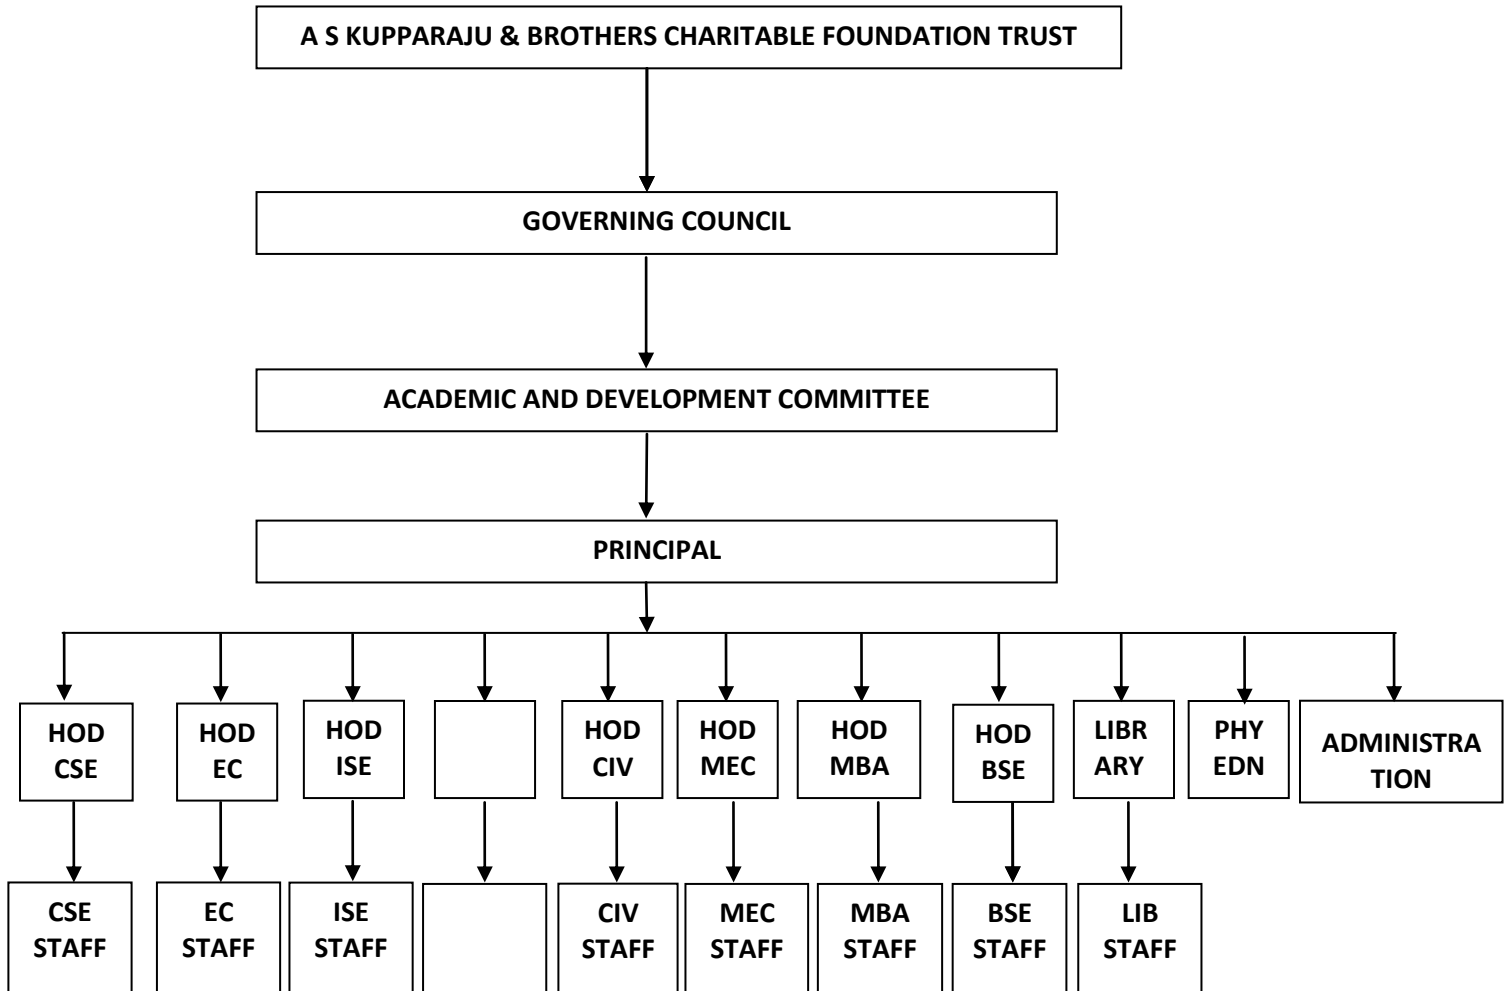 A S KUPPARAJU & BROTHERS CHARITABLE FOUNDATION TRUST
GOVERNING COUNCIL
ACADEMIC AND DEVELOPMENT COMMITTEE
PRINCIPAL
HOD
CSE
HOD
EC
HOD
ISE
HOD
CIV
HOD
MEC
HOD
MBA
HOD
BSE
LIBR
ARY
PHY
EDN
ADMINISTRA
TION
CSE
STAFF
EC
STAFF
ISE
STAFF
CIV
STAFF
MEC
STAFF
MBA
STAFF
BSE
STAFF
LIB
STAFF